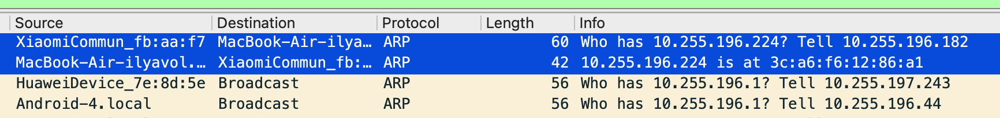 Source Destination Protocol Length Info
XiaomiCommun_fb:aa:f7 MacBook-Air-ilya… ARP 60 Who has 10.255.196.224? Tell 10.255.196.182
MacBook-Air-ilyavol.… XiaomiCommun_fb:… ARP 42 10.255.196.224 is at 3c:a6:f6:12:86:a1
HuaweiDevice_7e:8d:5e Broadcast ARP 56 Who has 10.255.196.1? Tell 10.255.197.243
Android-4.local Broadcast ARP 56 Who has 10.255.196.1? Tell 10.255.196.44